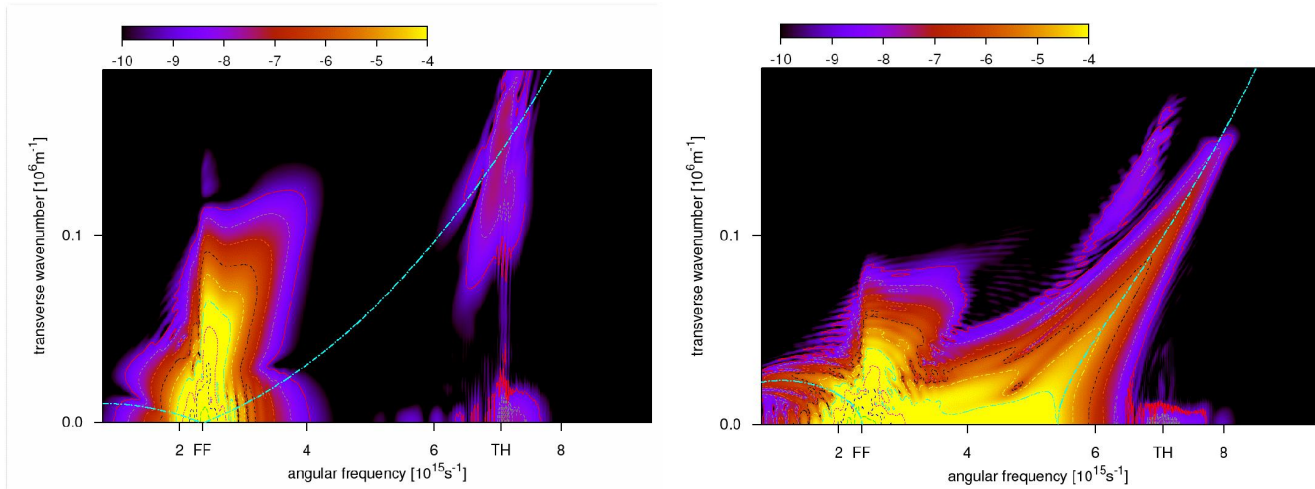 -10 -9 -8 -7 -6 -5 -4
transverse wavenumber [10⁶m⁻¹]
0.1
0.0
2 FF 4 6 TH 8
angular frequency [10¹⁵s⁻¹]
-10 -9 -8 -7 -6 -5 -4
transverse wavenumber [10⁶m⁻¹]
0.1
0.0
2 FF 4 6 TH 8
angular frequency [10¹⁵s⁻¹]